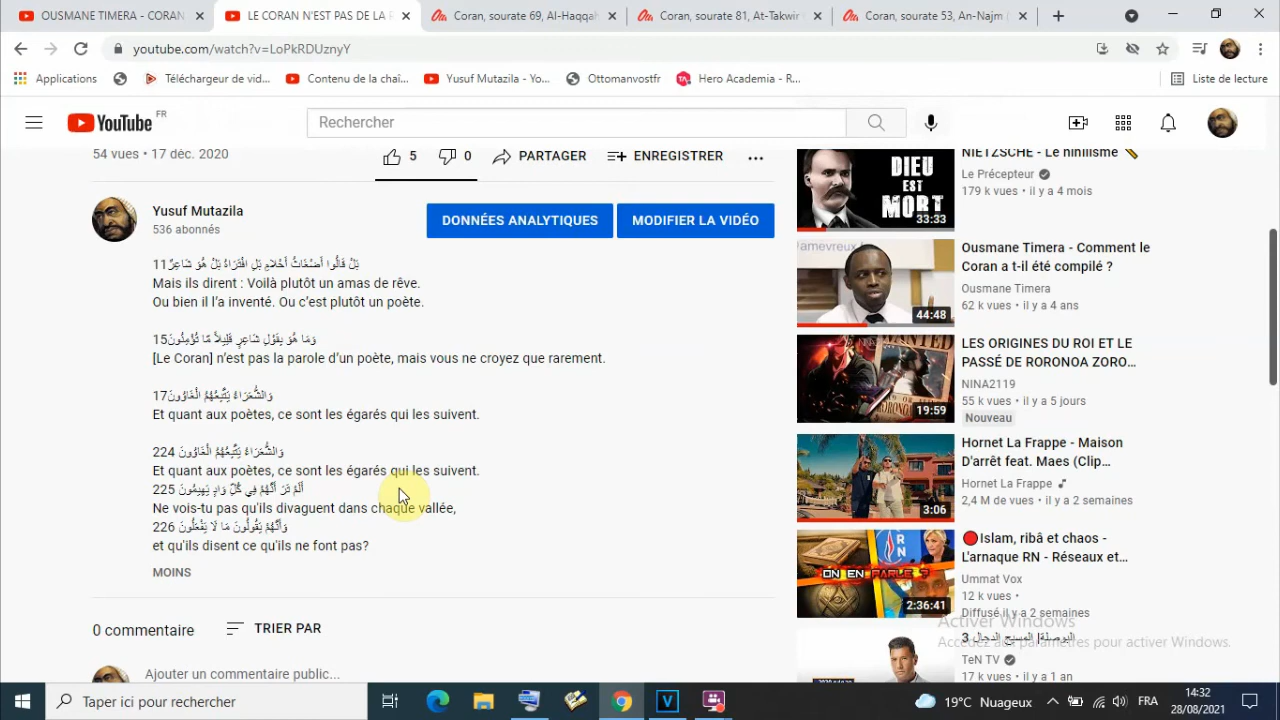 OUSMANE TIMERA - CORAN
LE CORAN N'EST PAS DE LA P
Coran, sourate 69, Al-Haqqah
Coran, sourate 81, At-Takwir
Coran, sourate 53, An-Najm (
youtube.com/watch?v=LoPkRDUznyY
Applications
Téléchargeur de vid...
Contenu de la chaî...
Yusuf Mutazila - Yo...
Ottomanvostfr
Hero Academia - R...
Liste de lecture
YouTube FR
Rechercher
54 vues • 17 déc. 2020
5
0
PARTAGER
ENREGISTRER
Yusuf Mutazila
536 abonnés
DONNÉES ANALYTIQUES
MODIFIER LA VIDÉO
11بَلْ قَالُوا أَضْغَاثُ أَحْلَامٍ بَلِ افْتَرَاهُ بَلْ هُوَ شَاعِرٌ
Mais ils dirent : Voilà plutôt un amas de rêve.
Ou bien il l'a inventé. Ou c'est plutôt un poète.
15وَمَا هُوَ بِقَوْلِ شَاعِرٍ قَلِيلاً مَّا تُؤْمِنُونَ
[Le Coran] n'est pas la parole d'un poète, mais vous ne croyez que rarement.
17وَالشُّعَرَاءُ يَتَّبِعُهُمُ الْغَاوُونَ
Et quant aux poètes, ce sont les égarés qui les suivent.
224 وَالشُّعَرَاءُ يَتَّبِعُهُمُ الْغَاوُونَ
Et quant aux poètes, ce sont les égarés qui les suivent.
225 أَلَمْ تَرَ أَنَّهُمْ فِي كُلِّ وَادٍ يَهِيمُونَ
Ne vois-tu pas qu'ils divaguent dans chaque vallée,
226 وَأَنَّهُمْ يَقُولُونَ مَا لَا يَفْعَلُونَ
et qu'ils disent ce qu'ils ne font pas?
MOINS
0 commentaire
TRIER PAR
Ajouter un commentaire public...
DIEU
EST
MORT
33:33
NIETZSCHE - Le nihilisme
Le Précepteur
179 k vues • il y a 4 mois
44:48
Ousmane Timera - Comment le
Coran a t-il été compilé ?
Ousmane Timera
62 k vues • il y a 4 ans
19:59
LES ORIGINES DU ROI ET LE
PASSÉ DE RORONOA ZORO...
NINA2119
55 k vues • il y a 5 jours
Nouveau
3:06
Hornet La Frappe - Maison
D'arrêt feat. Maes (Clip...
Hornet La Frappe
2,4 M de vues • il y a 2 semaines
ON EN PARLE ?
2:36:41
Islam, ribâ et chaos -
L'arnaque RN - Réseaux et...
Ummat Vox
12 k vues •
Diffusé il y a 2 semaines
البوصلة| المسيح الدجال 3
TeN TV
17 k vues • il y a 1 an
Activer Windows
Accédez aux paramètres pour activer Windows.
Taper ici pour rechercher
19°C Nuageux
FRA
14:32
28/08/2021